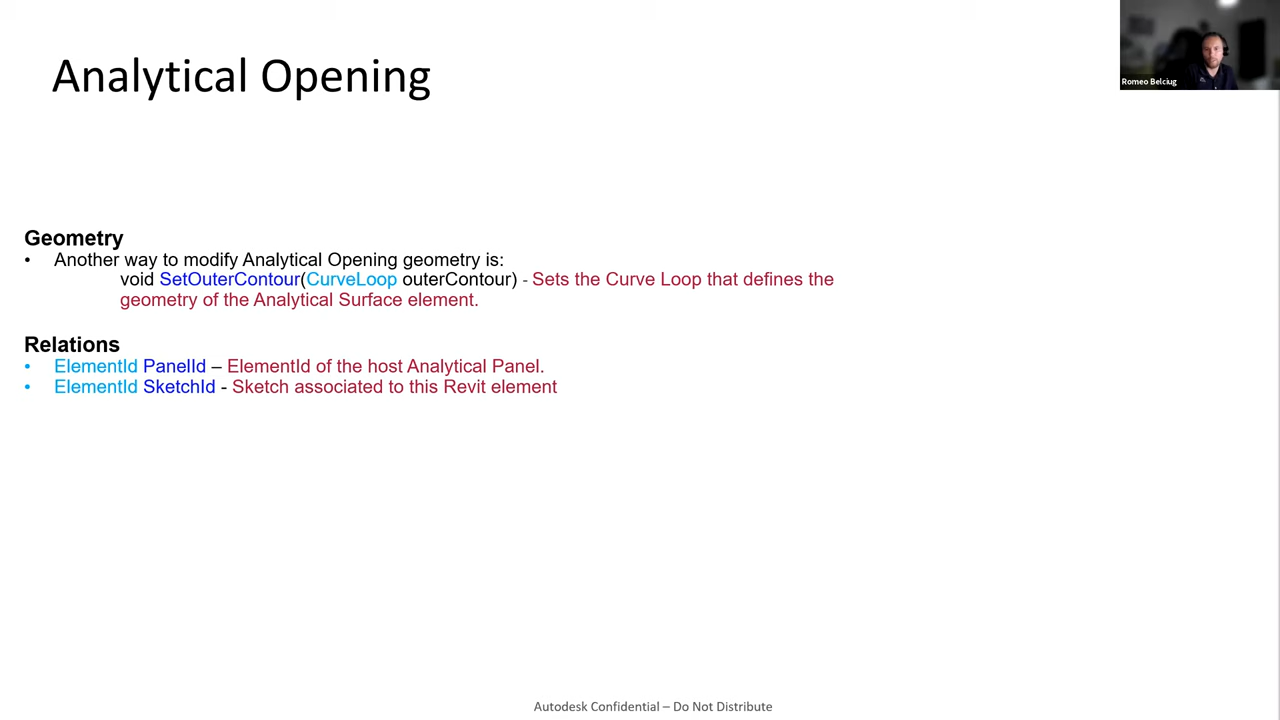 Analytical Opening
Romeo Belciug
Geometry
• Another way to modify Analytical Opening geometry is:
void SetOuterContour(CurveLoop outerContour) - Sets the Curve Loop that defines the
geometry of the Analytical Surface element.
Relations
• ElementId PanelId – ElementId of the host Analytical Panel.
• ElementId SketchId - Sketch associated to this Revit element
Autodesk Confidential – Do Not Distribute